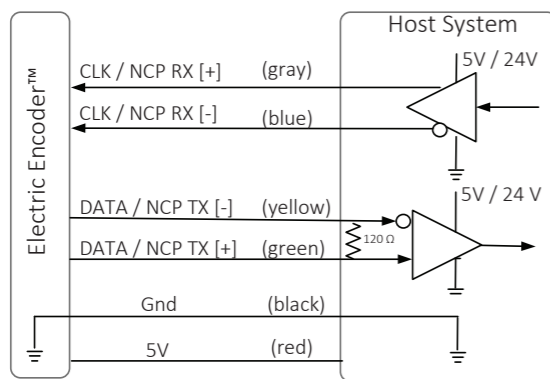 Host System
5V / 24V
CLK / NCP RX [+] (gray)
CLK / NCP RX [-] (blue)
Electric Encoder™
5V / 24 V
DATA / NCP TX [-] (yellow)
120 Ω
DATA / NCP TX [+] (green)
Gnd (black)
5V (red)